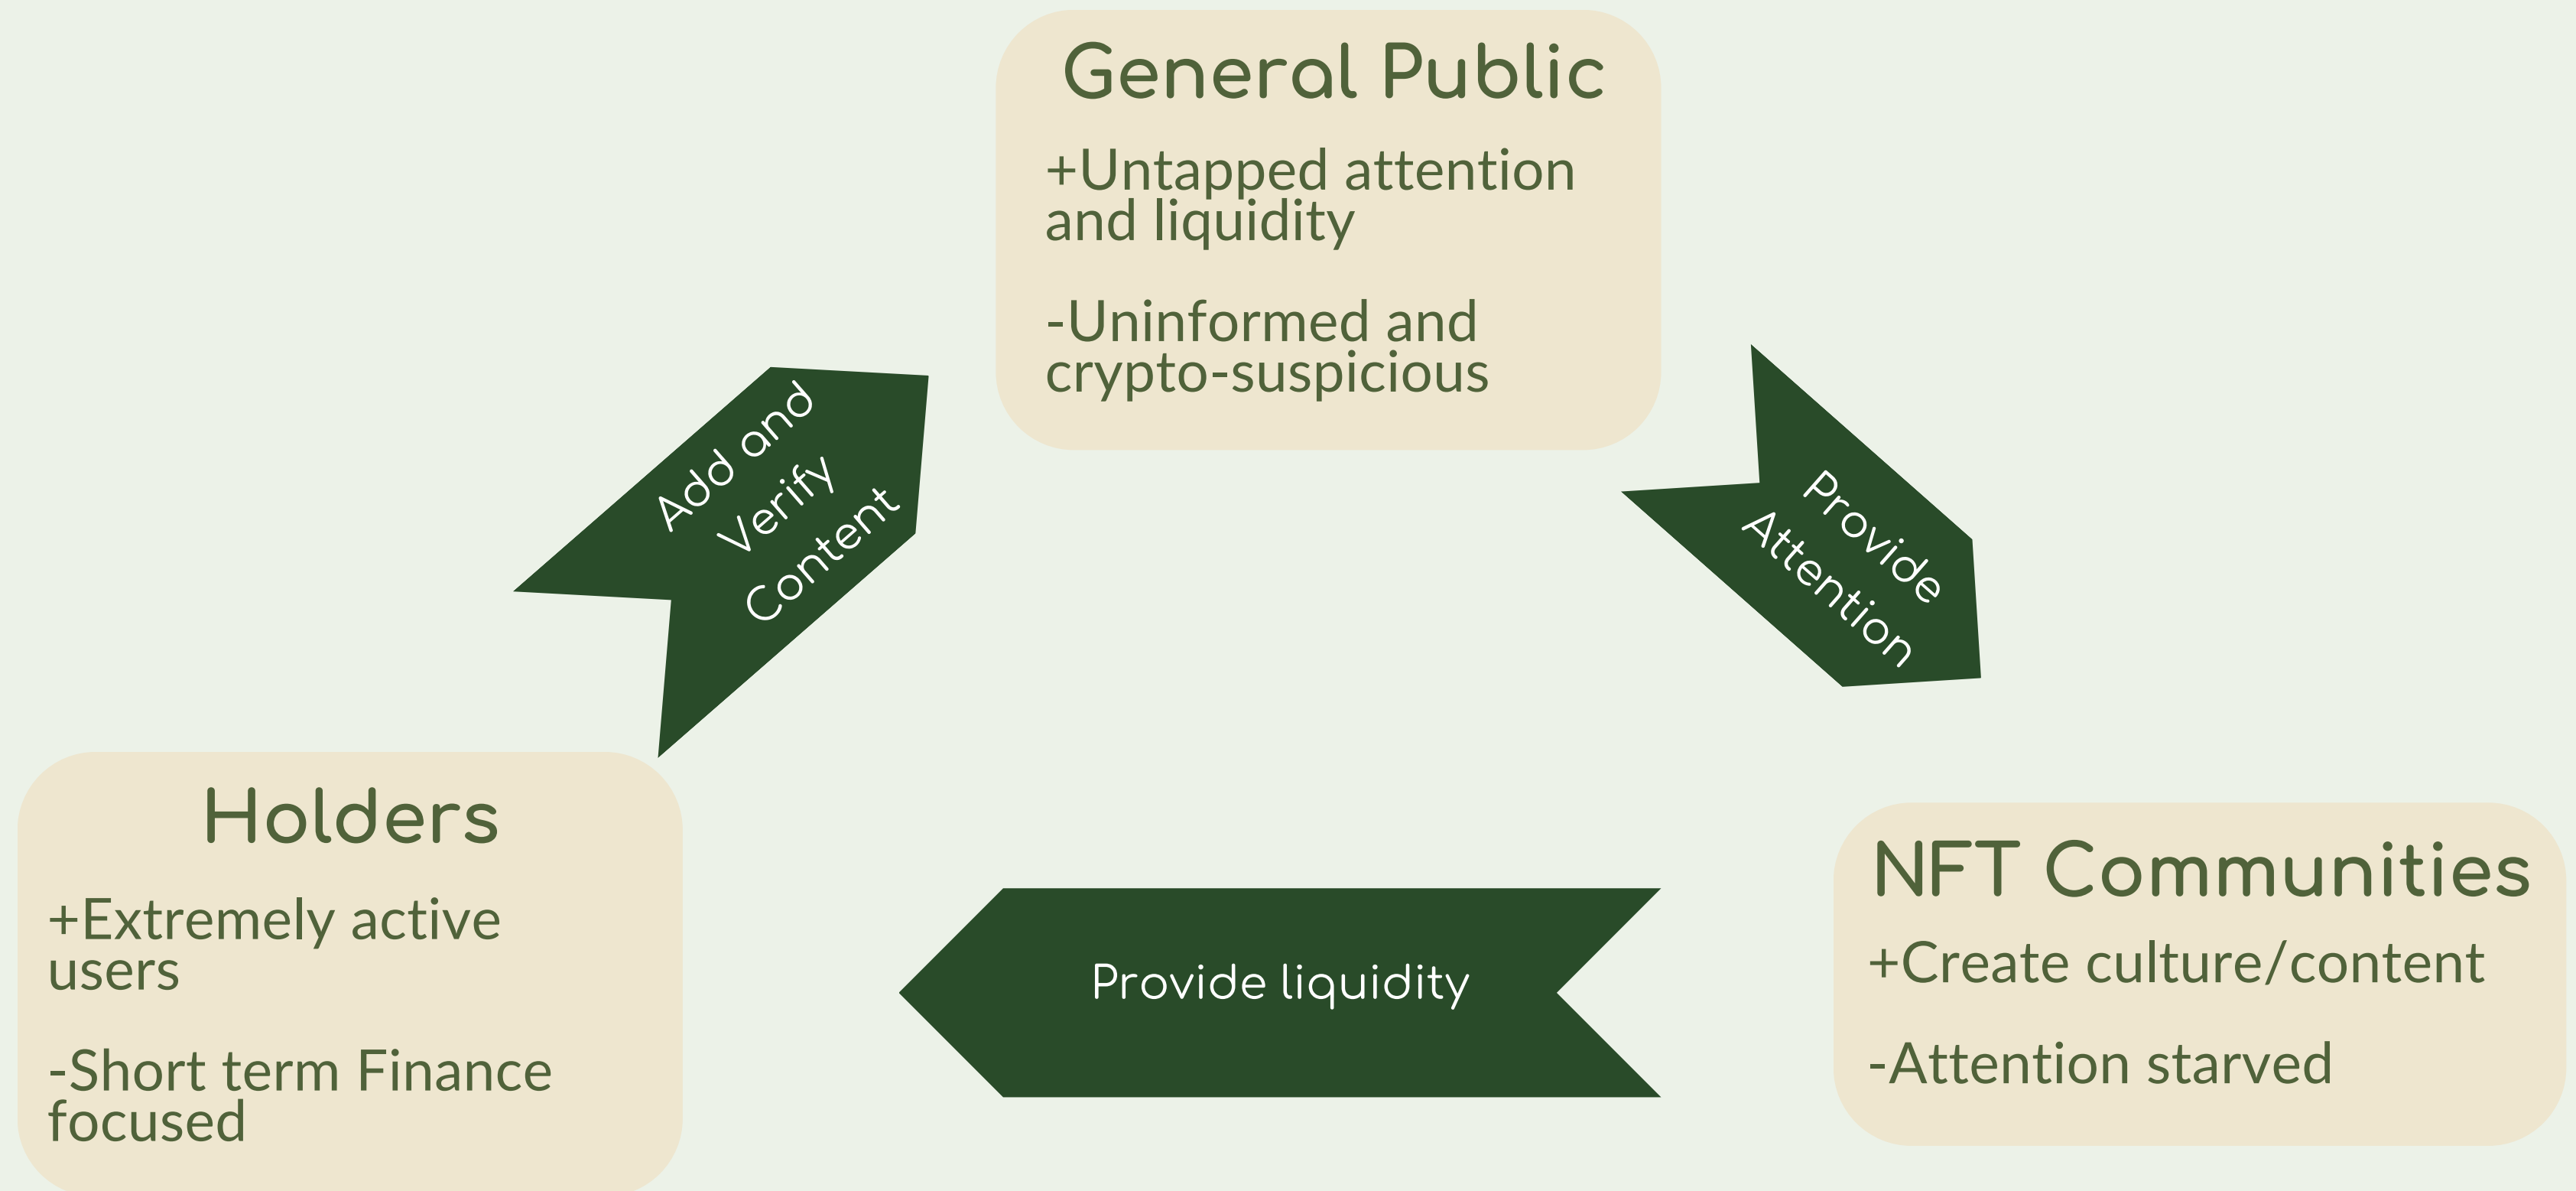 General Public
+Untapped attention
and liquidity
-Uninformed and
crypto-suspicious
Add and
Verify
Content
Provide
Attention
Holders
+Extremely active
users
-Short term Finance
focused
Provide liquidity
NFT Communities
+Create culture/content
-Attention starved